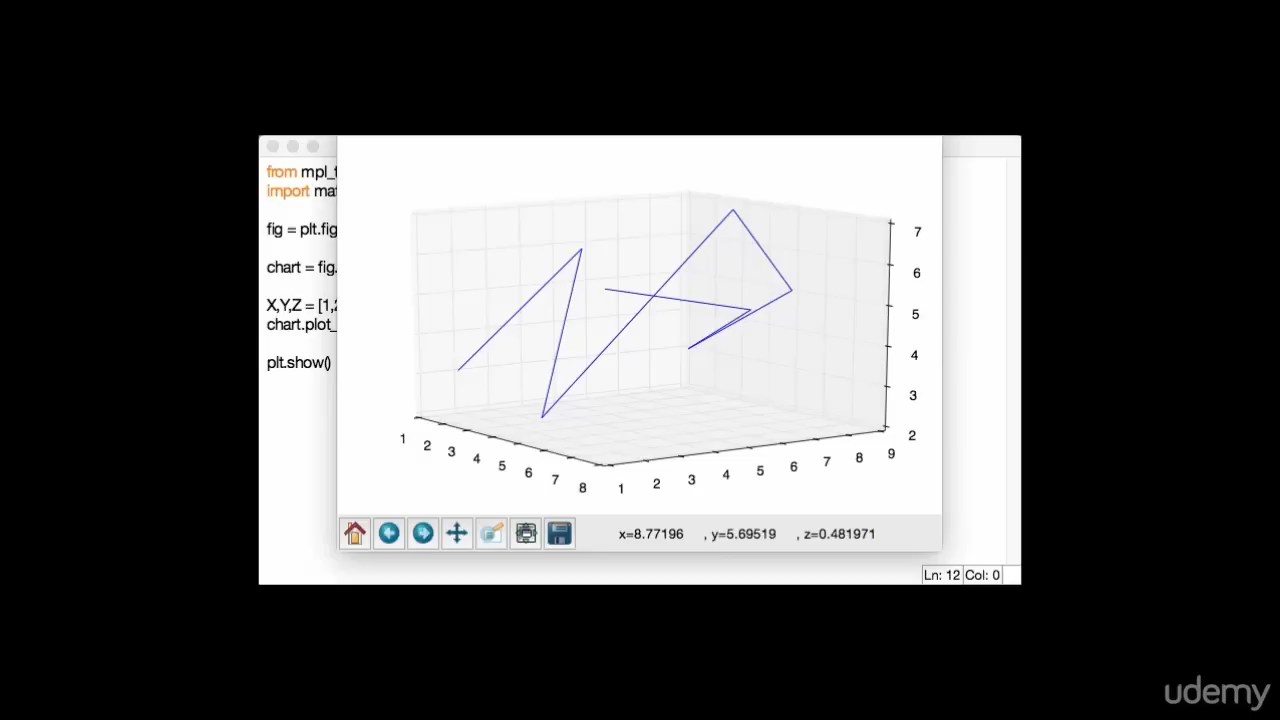 from mpl_
import
fig = plt.fig
chart = fig.
X,Y,Z = [1,
chart.plot_
plt.show()
7
6
5
4
3
2
1 2 3 4 5 6 7 8
1 2 3 4 5 6 7 8 9
x=8.77196 , y=5.69519 , z=0.481971
Ln: 12 Col: 0
udemy